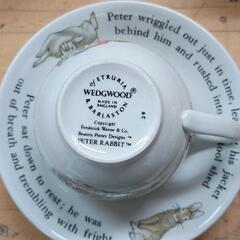 Peter wriggled out just in time,
behind him and rushed into
his jacket
Peter sat down to rest; he was
out of breath and trembling with fright
of ETRURIA
WEDGWOOD®
MADE IN
ENGLAND
& BARLASTON
Copyright
Frederick Warne & Co.
Beatrix Potter Designs™
PETER RABBIT™